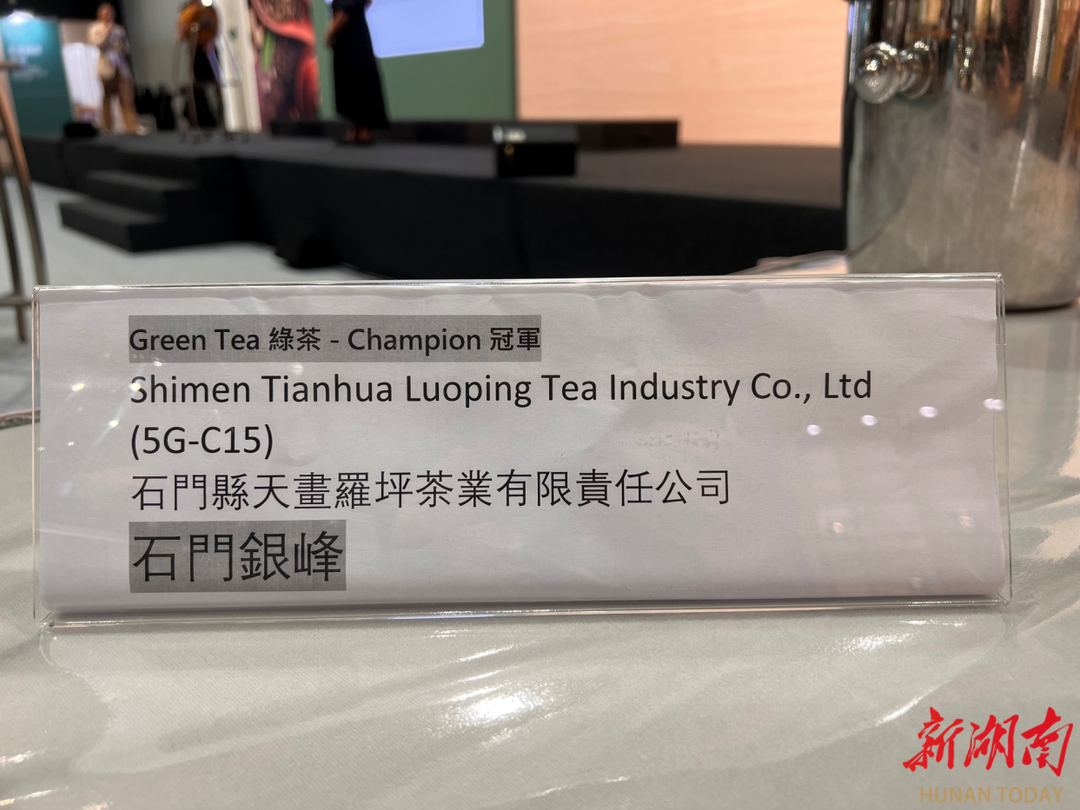 Green Tea 綠茶 - Champion 冠軍
Shimen Tianhua Luoping Tea Industry Co., Ltd
(5G-C15)
石門縣天畫羅坪茶業有限責任公司
石門銀峰
新湖南
HUNAN TODAY